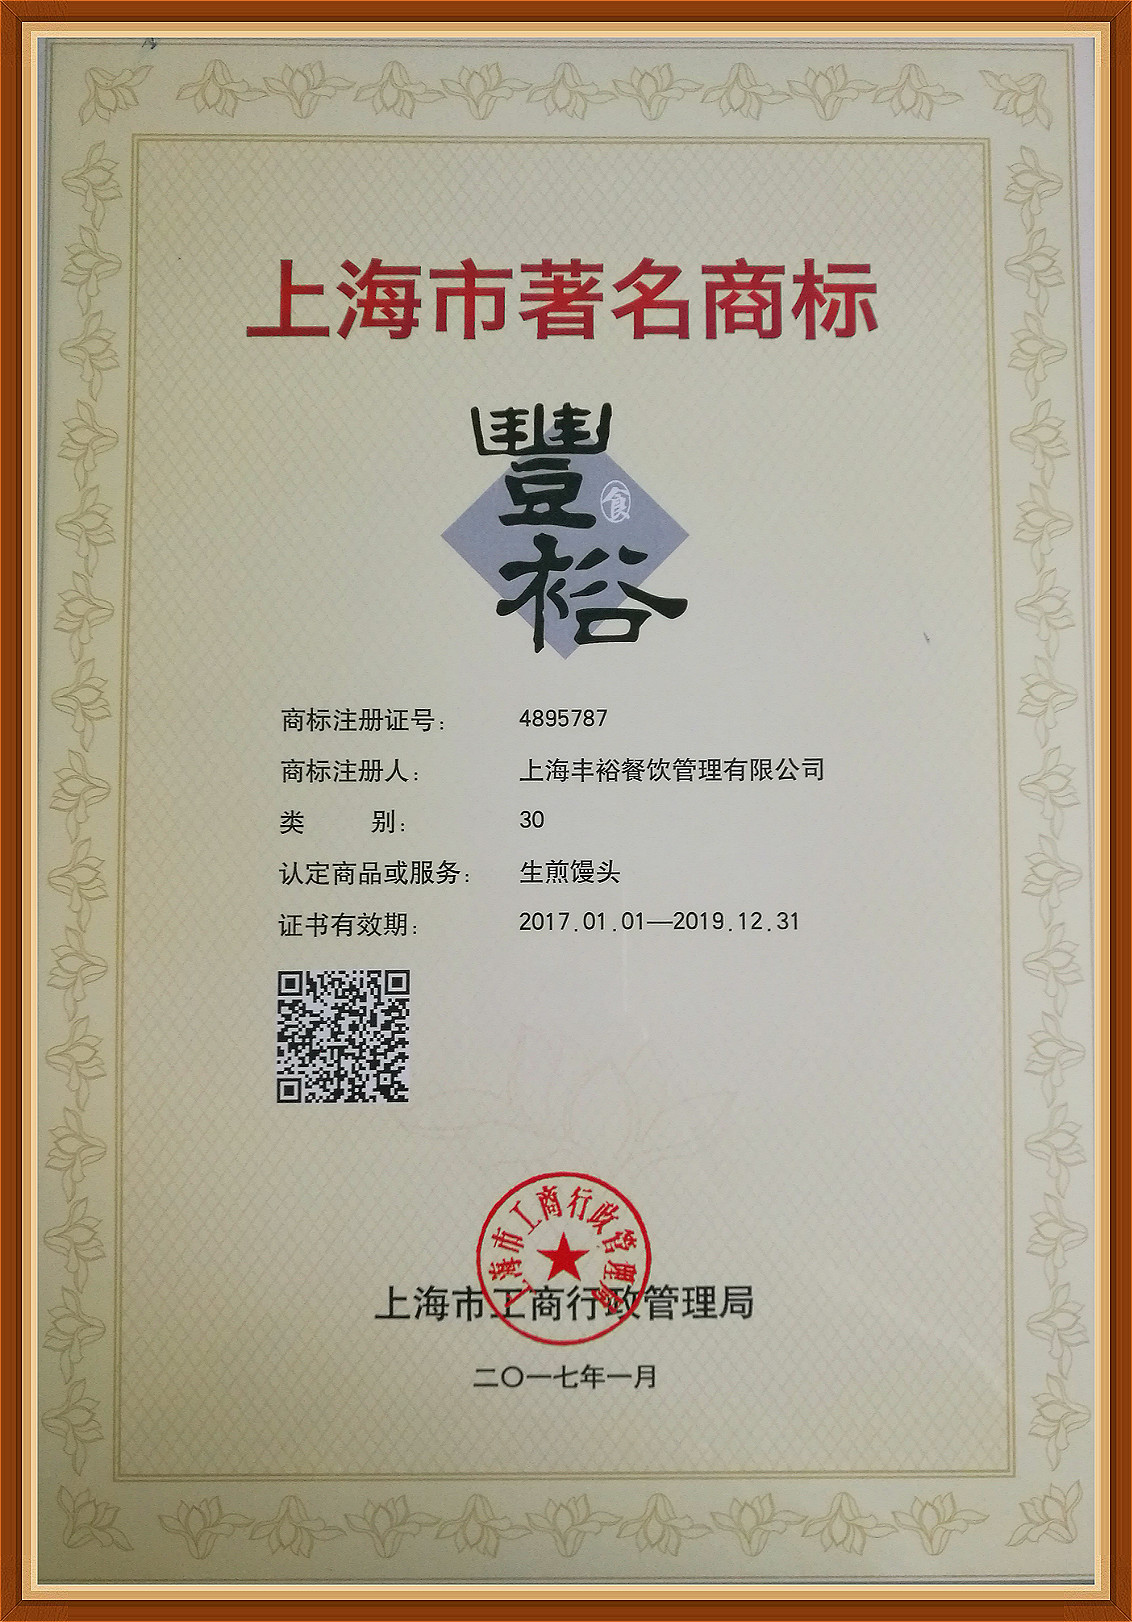 上海市著名商标
豐
食
裕
商标注册证号: 4895787
商标注册人: 上海丰裕餐饮管理有限公司
类 别: 30
认定商品或服务: 生煎馒头
证书有效期: 2017.01.01—2019.12.31
上海市工商行政管理局
上海市工商行政管理局
二〇一七年一月